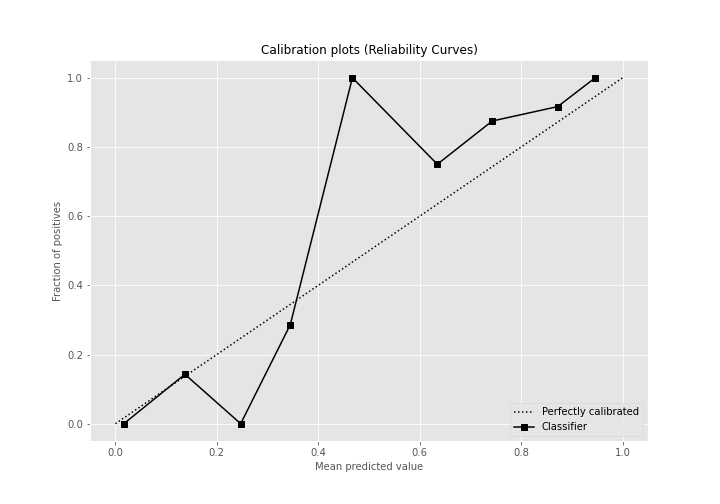 Calibration plots (Reliability Curves)
Fraction of positives
1.0
0.8
0.6
0.4
0.2
0.0
0.0 0.2 0.4 0.6 0.8 1.0
Mean predicted value
Perfectly calibrated
Classifier